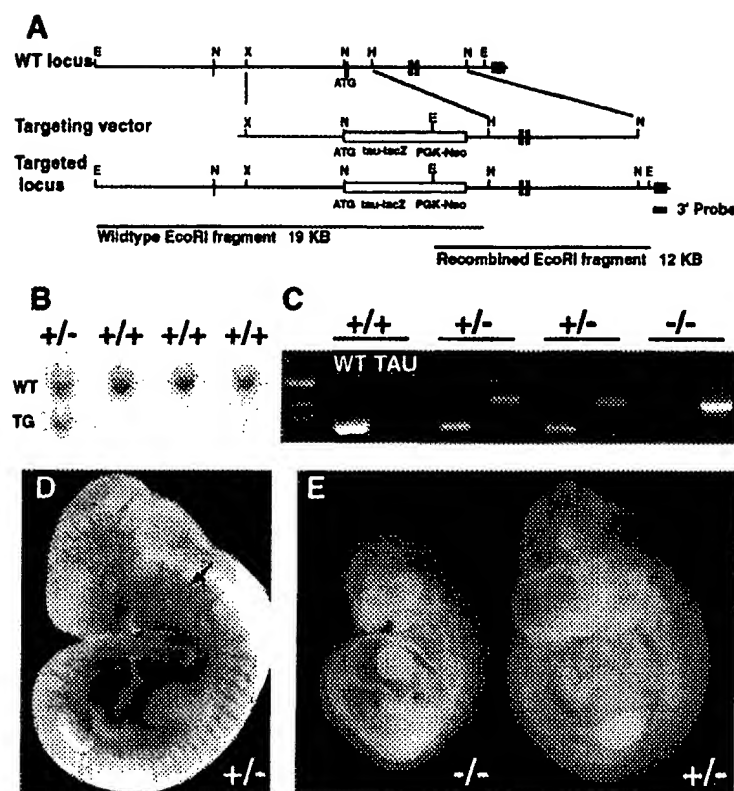 A
E N X N H N E
WT locus
ATG
Targeting vector
X N E H N
ATG tau-lacZ PGK-Neo
Targeted locus
E N X N E H N E
ATG tau-lacZ PGK-Neo
3' Probe
Wildtype EcoRI fragment 19 KB
Recombined EcoRI fragment 12 KB
B
+/- +/+ +/+ +/+
WT
TG
C
+/+ +/- +/- -/-
WT TAU
D
+/-
E
-/-
+/-